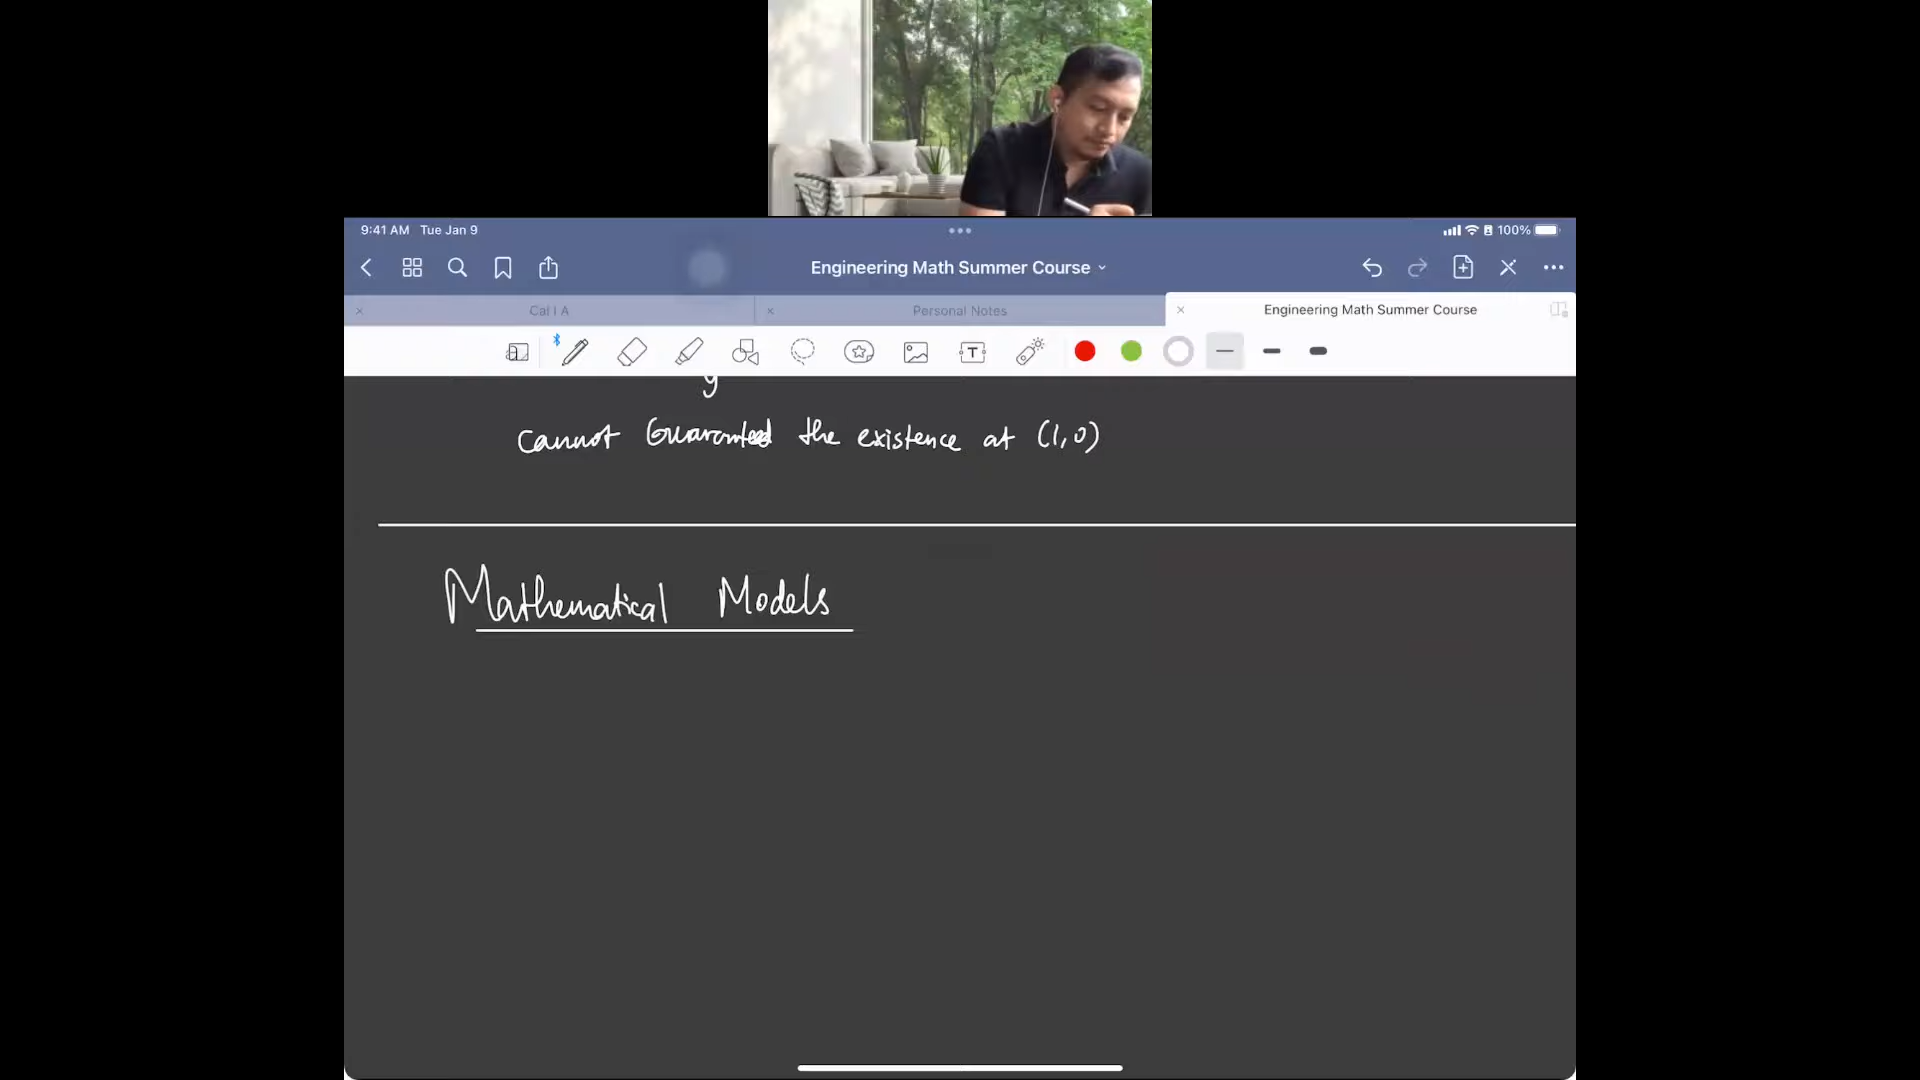 9:41 AM Tue Jan 9
100%
Engineering Math Summer Course
Cal I A
Personal Notes
Engineering Math Summer Course
T
y
Cannot Guaranteed the existence at (1,0)
Mathematical Models